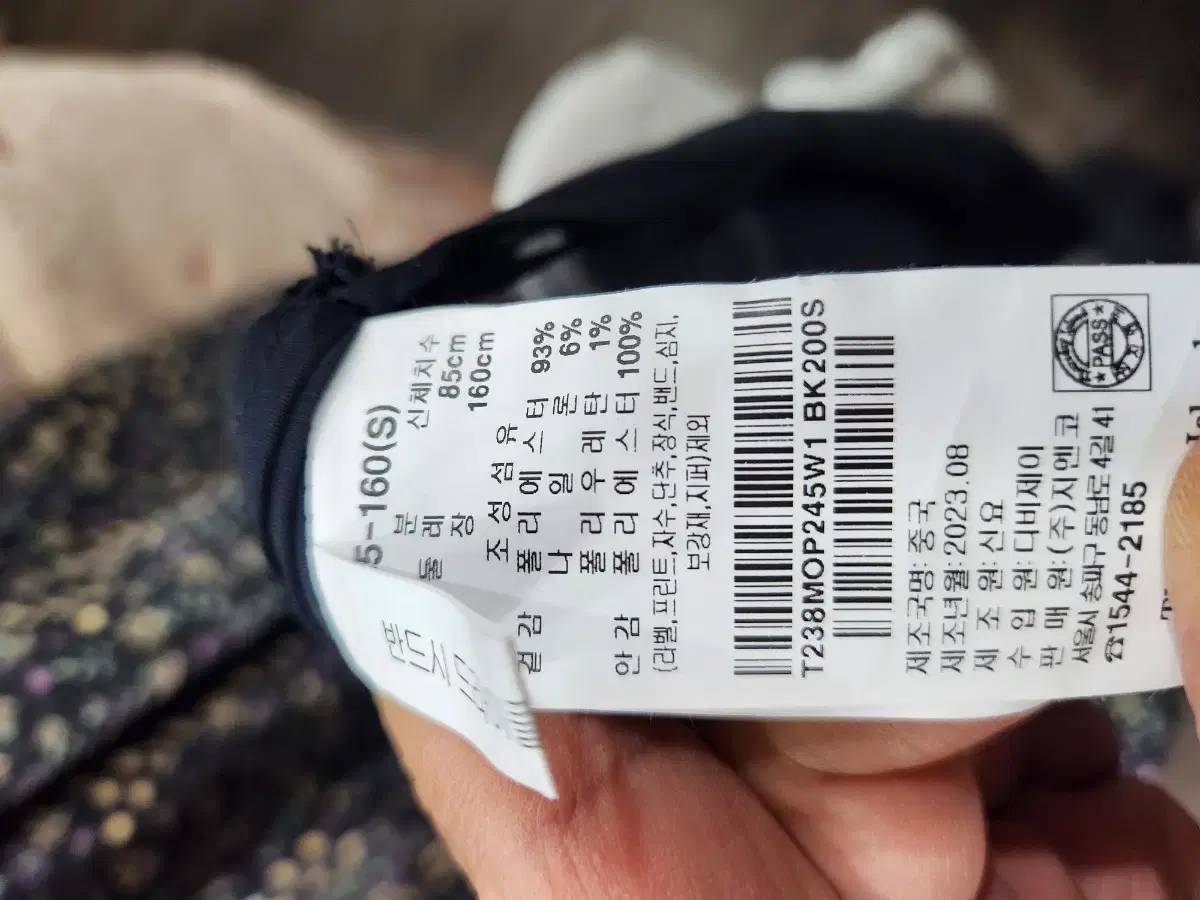 5-160(S)
부 신체치수
둘레 85cm
장 160cm
조성섬유
겉감 폴리에스터 93%
나일론 6%
폴리우레탄 1%
안감 폴리에스터 100%
(라벨,프린트,자수,단추,장식,밴드,심지,
보강재,지퍼)제외
T238MOP245W1 BK200S
제조국명:중국
제조년월:2023.08
제 조 원:신요
수 입 원:디비제이
판 매 원:(주)지엔코
서울시 송파구 동남로 4길 41
☎1544-2185
PASS